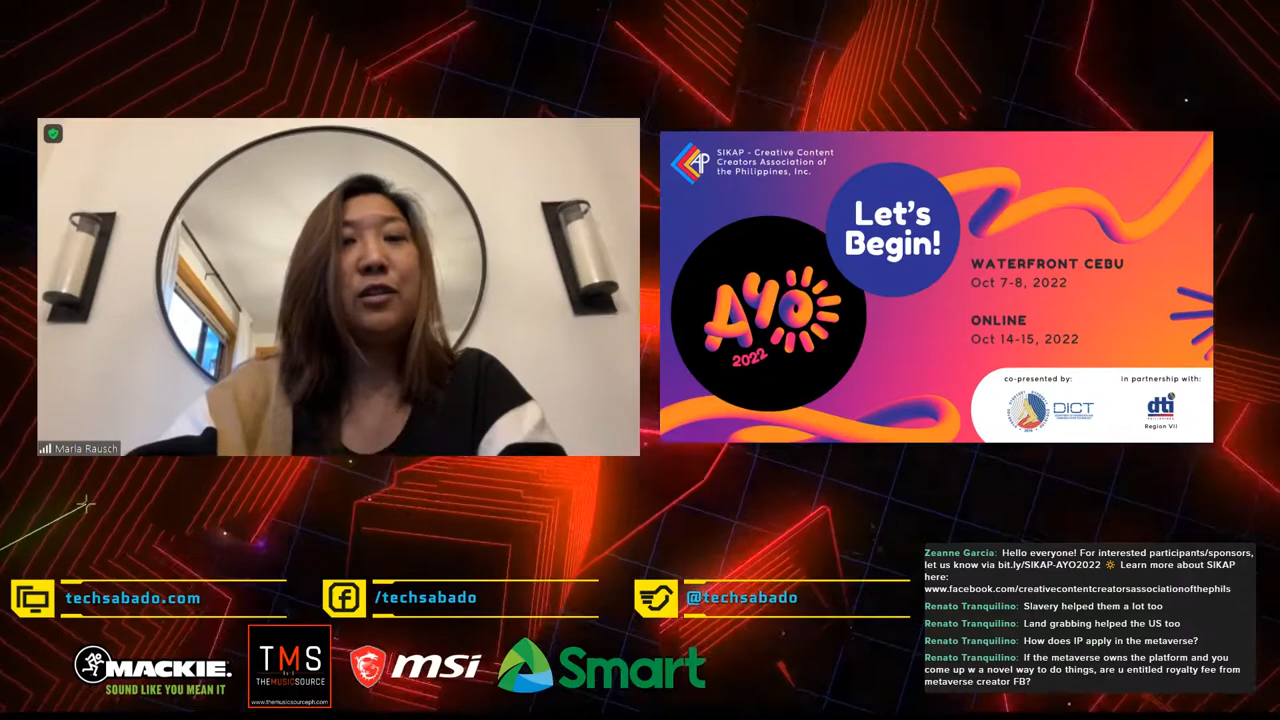 Marla Rausch
AP
SIKAP - Creative Content
Creators Association of
the Philippines, Inc.
Let's
Begin!
AYO
2022
WATERFRONT CEBU
Oct 7-8, 2022
ONLINE
Oct 14-15, 2022
co-presented by:
in partnership with:
DICT
dti
PHILIPPINES
Region VII
techsabado.com
/techsabado
@techsabado
MACKIE.
SOUND LIKE YOU MEAN IT
TMS
THEMUSICSOURCE
www.themusicsourceph.com
msi
Smart
Zeanne Garcia: Hello everyone! For interested participants/sponsors,
let us know via bit.ly/SIKAP-AYO2022 🔆 Learn more about SIKAP
here:
www.facebook.com/creativecontentcreatorsassociationofthephils
Renato Tranquilino: Slavery helped them a lot too
Renato Tranquilino: Land grabbing helped the US too
Renato Tranquilino: How does IP apply in the metaverse?
Renato Tranquilino: If the metaverse owns the platform and you
come up w a novel way to do things, are u entitled royalty fee from
metaverse creator FB?